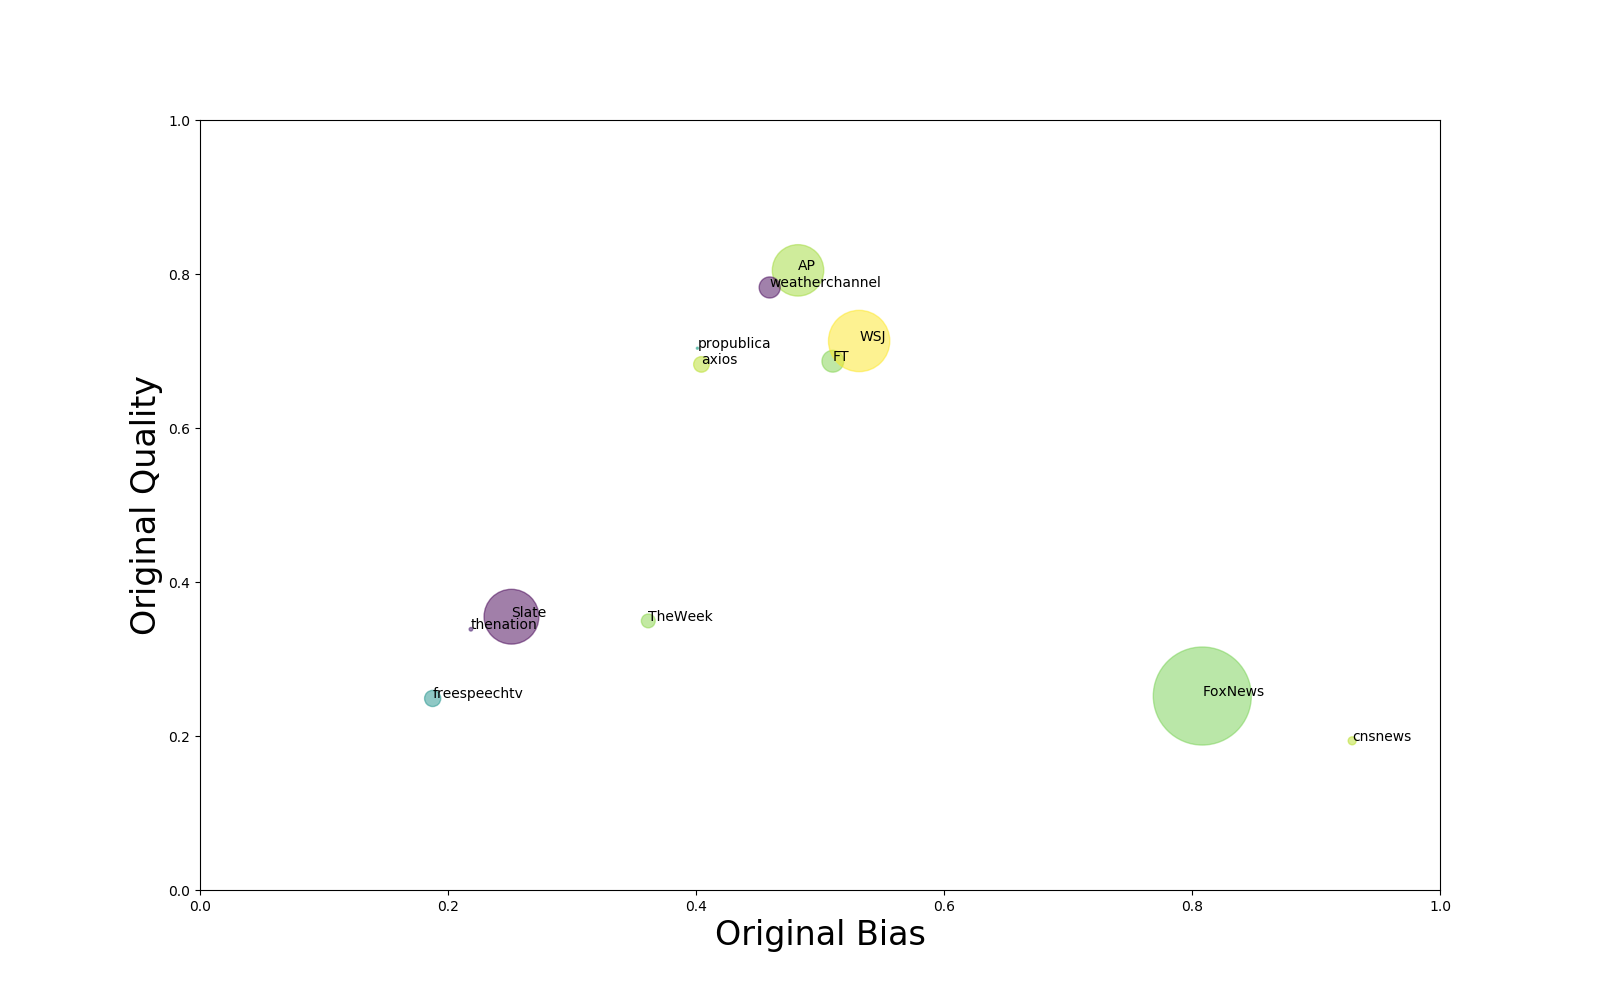 1.0
0.8
0.6
0.4
0.2
0.0
Original Quality
AP
weatherchannel
WSJ
propublica
FT
axios
Slate
TheWeek
thenation
freespeechtv
FoxNews
cnsnews
0.0 0.2 0.4 0.6 0.8 1.0
Original Bias